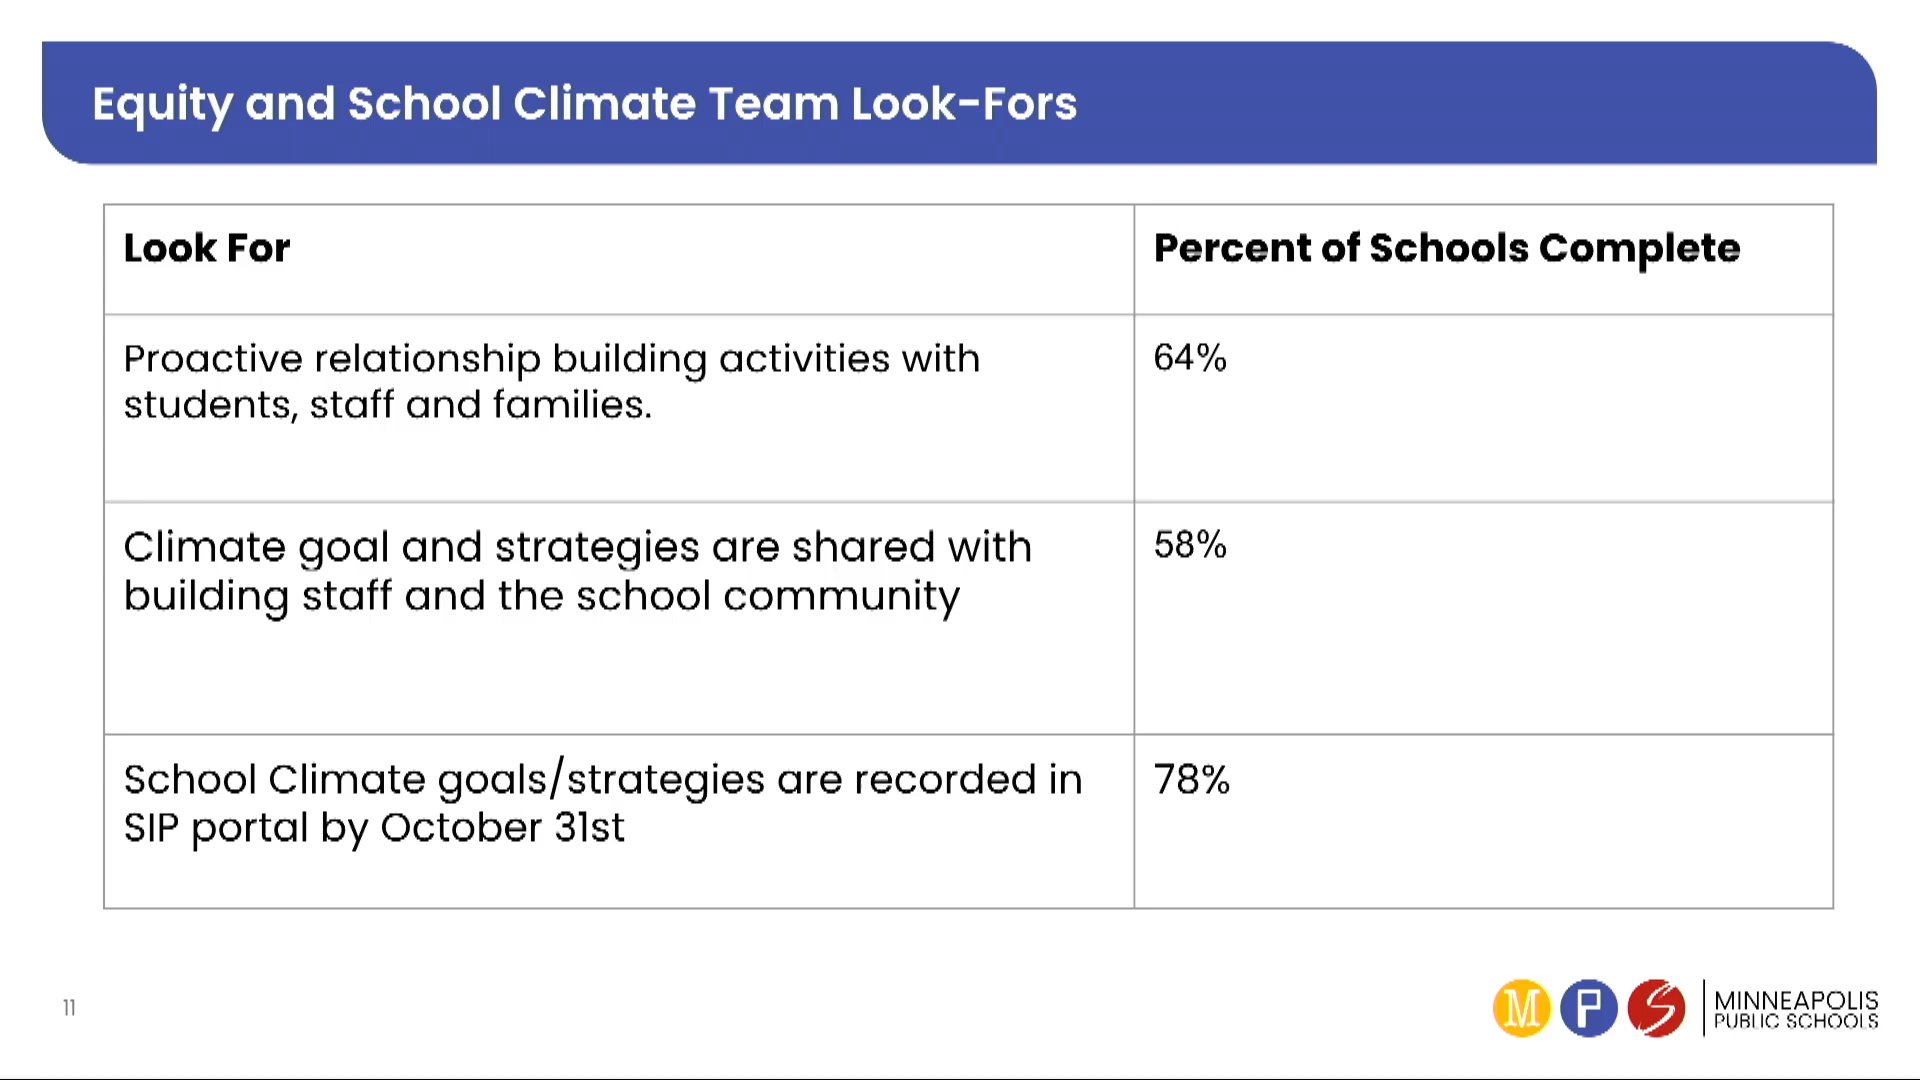 Equity and School Climate Team Look-Fors
Look For
Percent of Schools Complete
Proactive relationship building activities with
students, staff and families.
64%
Climate goal and strategies are shared with
building staff and the school community
58%
School Climate goals/strategies are recorded in
SIP portal by October 31st
78%
11
M P S
MINNEAPOLIS
PUBLIC SCHOOLS